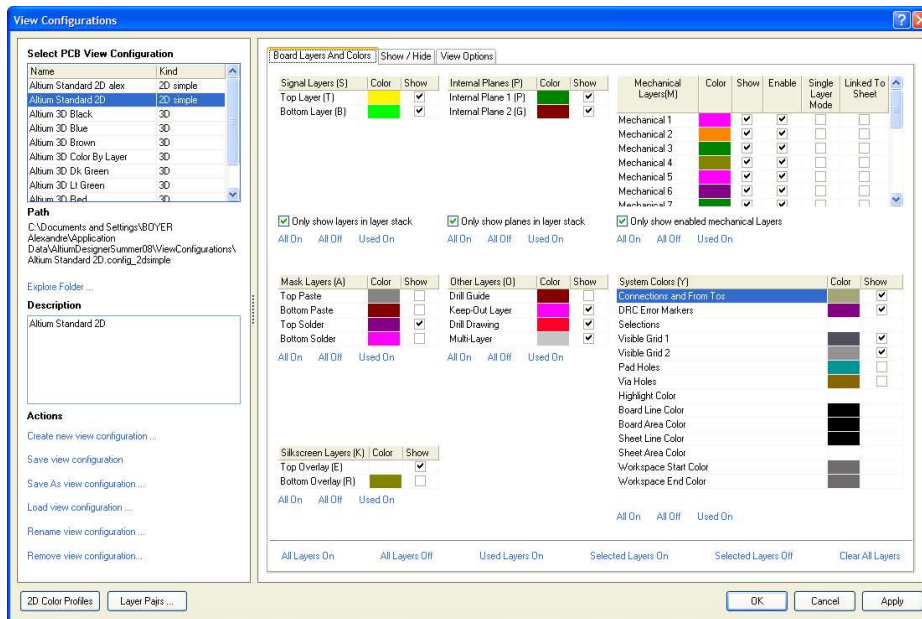 View Configurations
Select PCB View Configuration
Name Kind
Altium Standard 2D alex 2D simple
Altium Standard 2D 2D simple
Altium 3D Black 3D
Altium 3D Blue 3D
Altium 3D Brown 3D
Altium 3D Color By Layer 3D
Altium 3D Dk Green 3D
Altium 3D Lt Green 3D
Altium 3D Red 3D
Path
C:\Documents and Settings\BOYER
Alexandre\Application
Data\AltiumDesignerSummer08\ViewConfigurations\
Altium Standard 2D.config_2dsimple
Explore Folder ...
Description
Altium Standard 2D
Actions
Create new view configuration ...
Save view configuration
Save As view configuration ...
Load view configuration ...
Rename view configuration ...
Remove view configuration...
Board Layers And Colors Show / Hide View Options
Signal Layers (S) Color Show
Top Layer (T)
Bottom Layer (B)
Only show layers in layer stack
All On All Off Used On
Internal Planes (P) Color Show
Internal Plane 1 (P)
Internal Plane 2 (G)
Only show planes in layer stack
All On All Off Used On
Mechanical Layers(M) Color Show Enable Single Layer Mode Linked To Sheet
Mechanical 1
Mechanical 2
Mechanical 3
Mechanical 4
Mechanical 5
Mechanical 6
Mechanical 7
Only show enabled mechanical Layers
All On All Off Used On
Mask Layers (A) Color Show
Top Paste
Bottom Paste
Top Solder
Bottom Solder
All On All Off Used On
Other Layers (O) Color Show
Drill Guide
Keep-Out Layer
Drill Drawing
Multi-Layer
All On All Off Used On
System Colors (Y) Color Show
Connections and From Tos
DRC Error Markers
Selections
Visible Grid 1
Visible Grid 2
Pad Holes
Via Holes
Highlight Color
Board Line Color
Board Area Color
Sheet Line Color
Sheet Area Color
Workspace Start Color
Workspace End Color
All On All Off Used On
Silkscreen Layers (K) Color Show
Top Overlay (E)
Bottom Overlay (R)
All On All Off Used On
All Layers On All Layers Off Used Layers On Selected Layers On Selected Layers Off Clear All Layers
2D Color Profiles Layer Pairs ... OK Cancel Apply